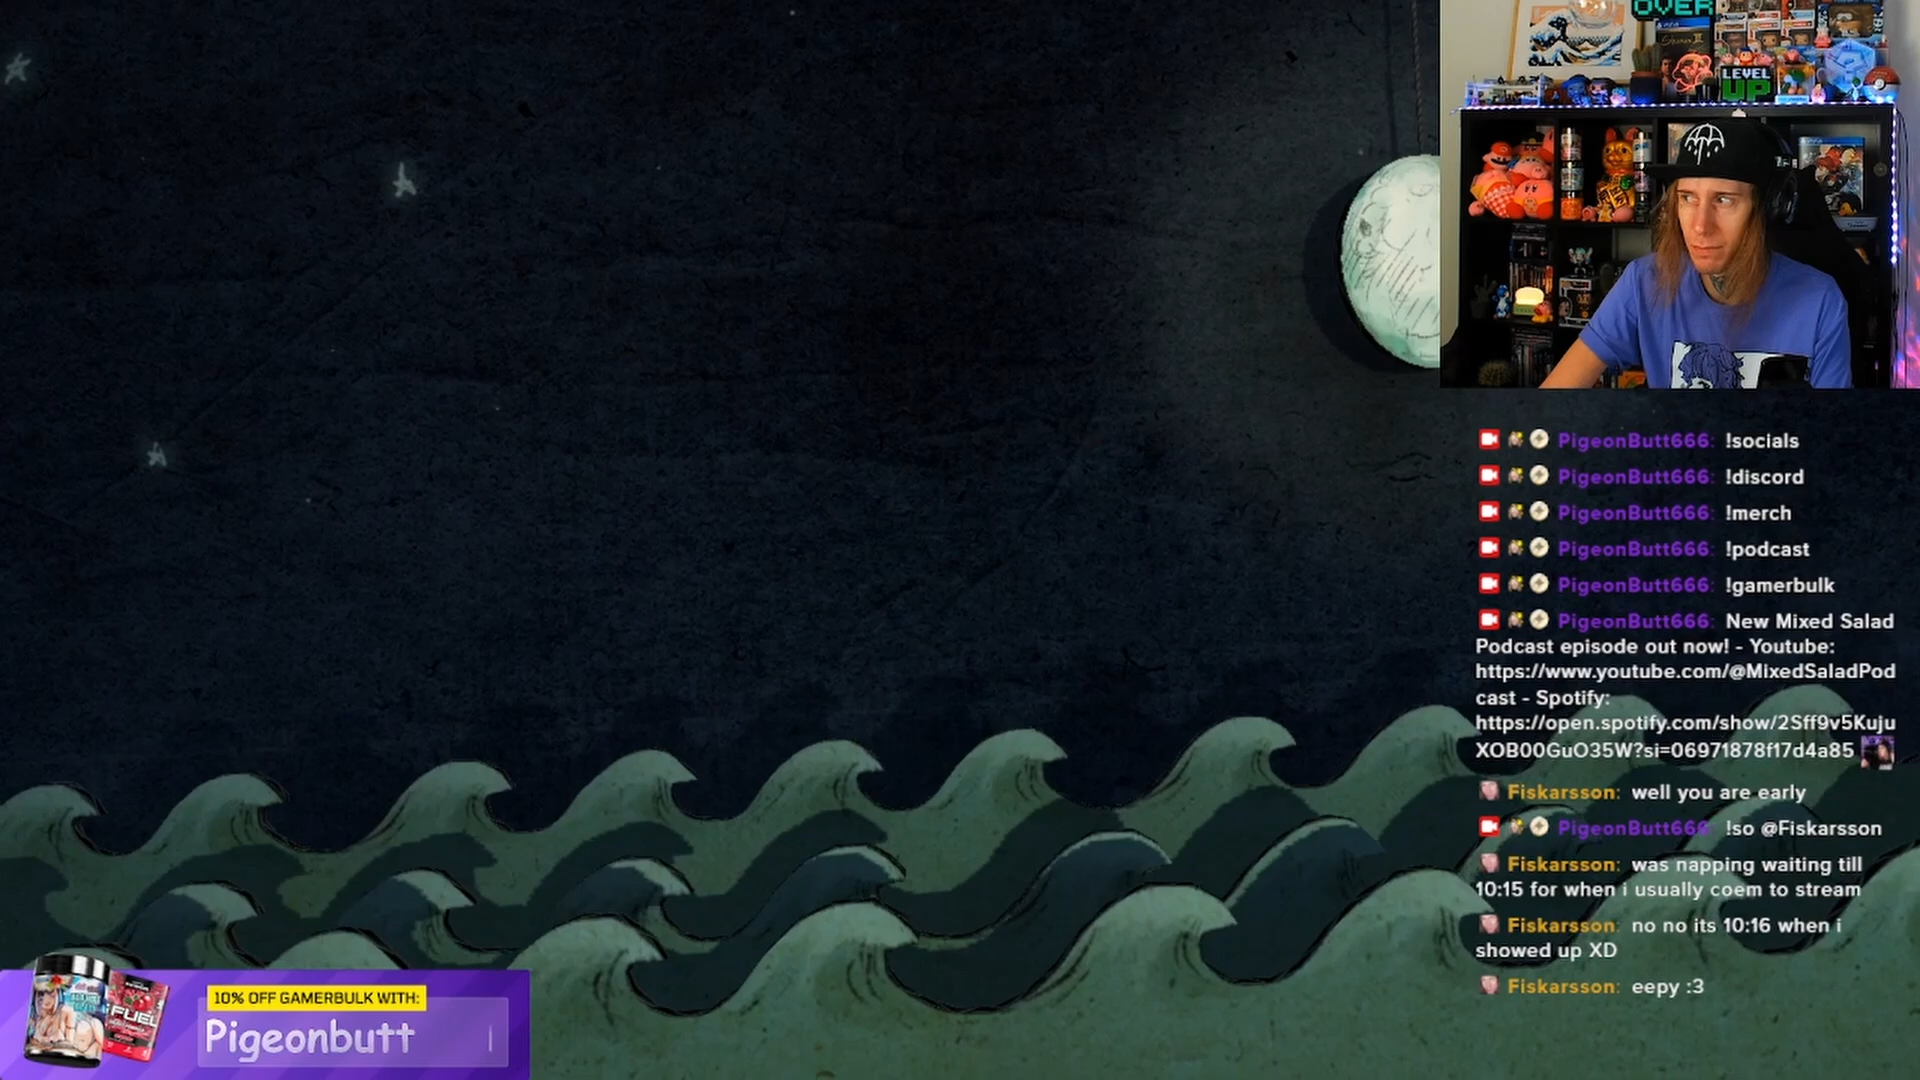 OVER
LEVEL
UP
PigeonButt666: !socials
PigeonButt666: !discord
PigeonButt666: !merch
PigeonButt666: !podcast
PigeonButt666: !gamerbulk
PigeonButt666: New Mixed Salad
Podcast episode out now! - Youtube:
https://www.youtube.com/@MixedSaladPod
cast - Spotify:
https://open.spotify.com/show/2Sff9v5Kuju
XOB00GuO35W?si=06971878f17d4a85
Fiskarsson: well you are early
PigeonButt666: !so @Fiskarsson
Fiskarsson: was napping waiting till
10:15 for when i usually coem to stream
Fiskarsson: no no its 10:16 when i
showed up XD
Fiskarsson: eepy :3
10% OFF GAMERBULK WITH:
Pigeonbutt
FUEL